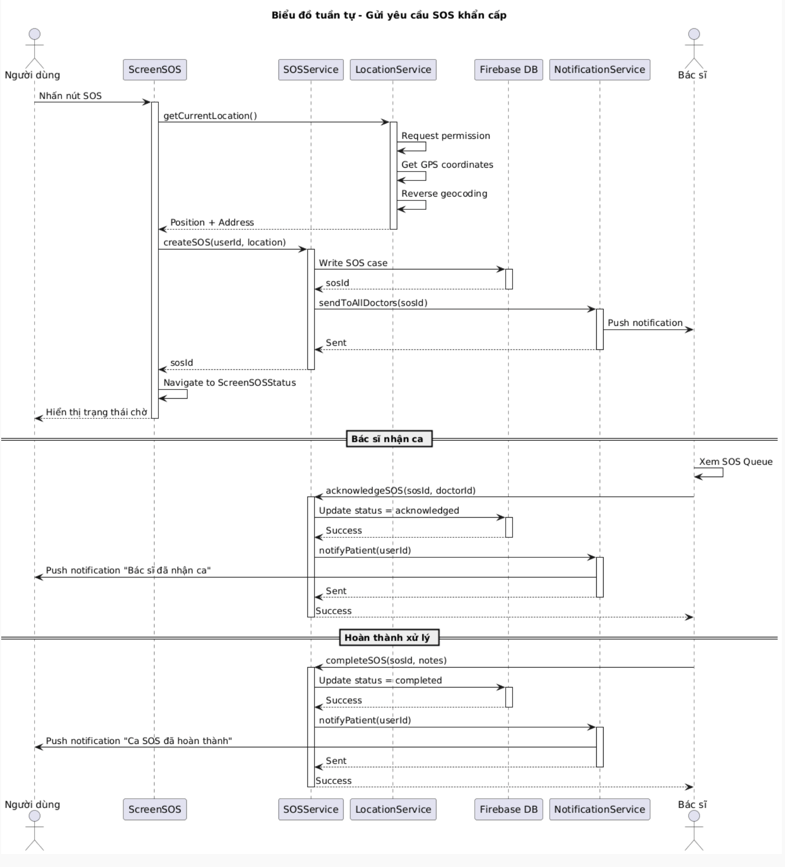 Biểu đồ tuần tự - Gửi yêu cầu SOS khẩn cấp
Người dùng
ScreenSOS
SOSService
LocationService
Firebase DB
NotificationService
Bác sĩ
Nhấn nút SOS
getCurrentLocation()
Request permission
Get GPS coordinates
Reverse geocoding
Position + Address
createSOS(userId, location)
Write SOS case
sosId
sendToAllDoctors(sosId)
Push notification
Sent
sosId
Navigate to ScreenSOSStatus
Hiển thị trạng thái chờ
Bác sĩ nhận ca
Xem SOS Queue
acknowledgeSOS(sosId, doctorId)
Update status = acknowledged
Success
notifyPatient(userId)
Push notification "Bác sĩ đã nhận ca"
Sent
Success
Hoàn thành xử lý
completeSOS(sosId, notes)
Update status = completed
Success
notifyPatient(userId)
Push notification "Ca SOS đã hoàn thành"
Sent
Success
Người dùng
ScreenSOS
SOSService
LocationService
Firebase DB
NotificationService
Bác sĩ